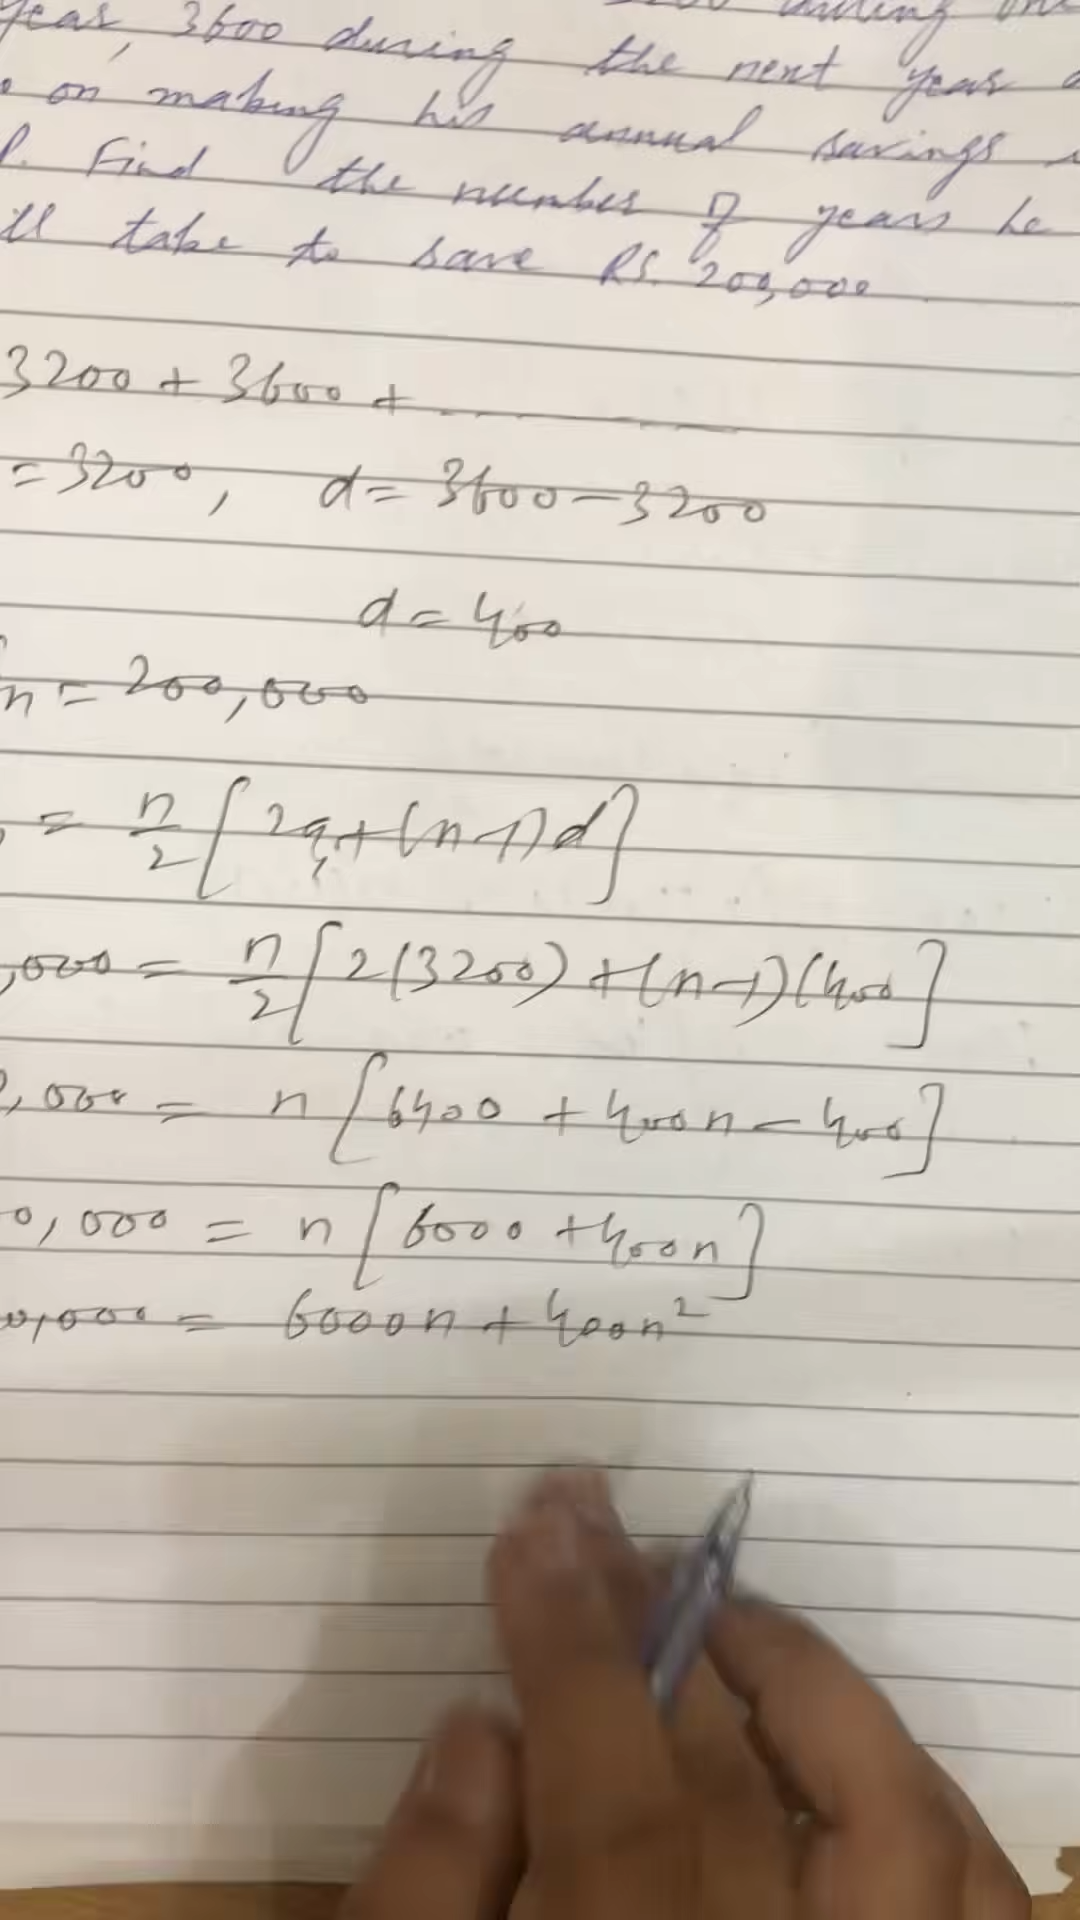 year, 3600 during the next year
on making his annual savings
P. Find the number of years he
ill take to save RS. 200,000
3200 + 3600 + ..........
= 3200, d = 3600 - 3200
d = 400
n = 200,000
= n/2 [2a₁ + (n-1)d]
,000 = n/2 [2(3200) + (n-1)(400]
,000 = n [6400 + 400n - 400]
0,000 = n [6000 + 400n]
0,000 = 6000n + 400n²